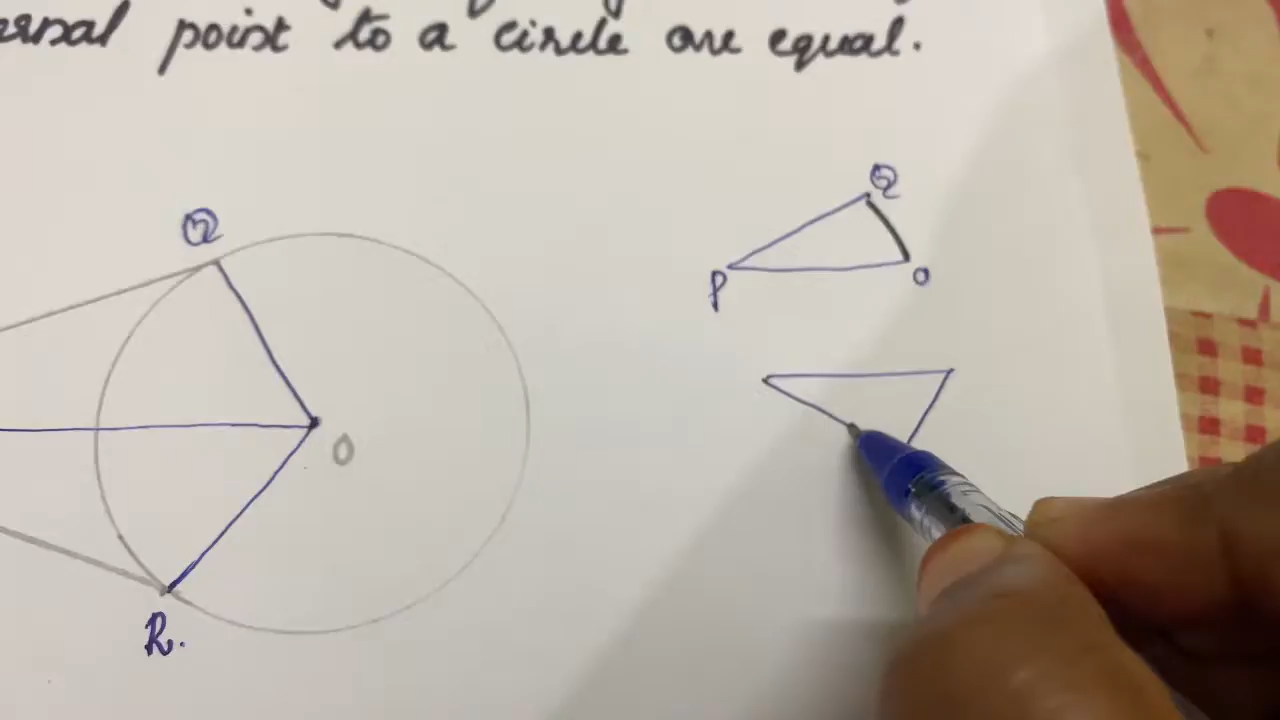 point to a circle are equal.
Q
Q
P
O
O
R.